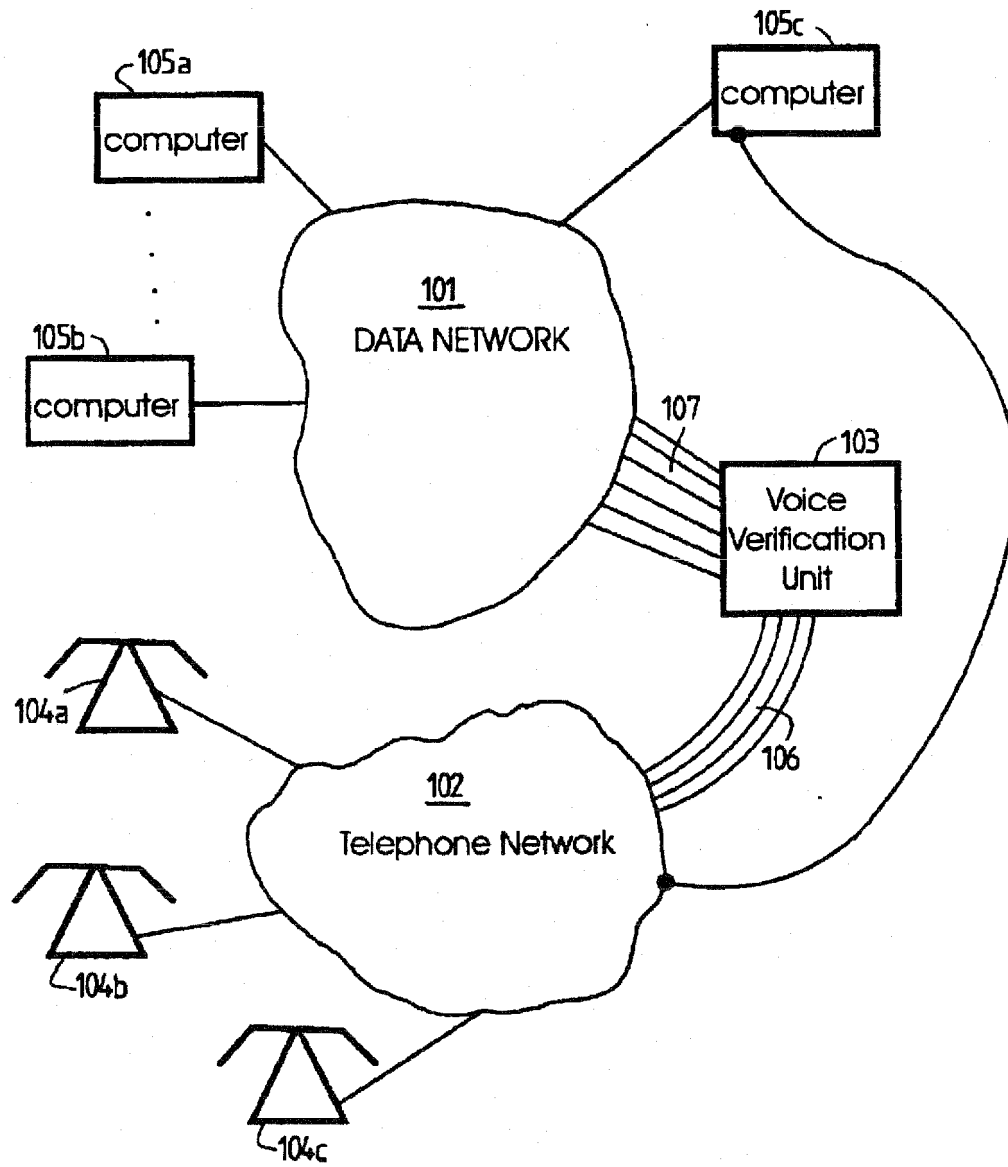 105a
computer
105c
computer
101
DATA NETWORK
105b
computer
107
103
Voice
Verification
Unit
104a
106
102
Telephone Network
104b
104c